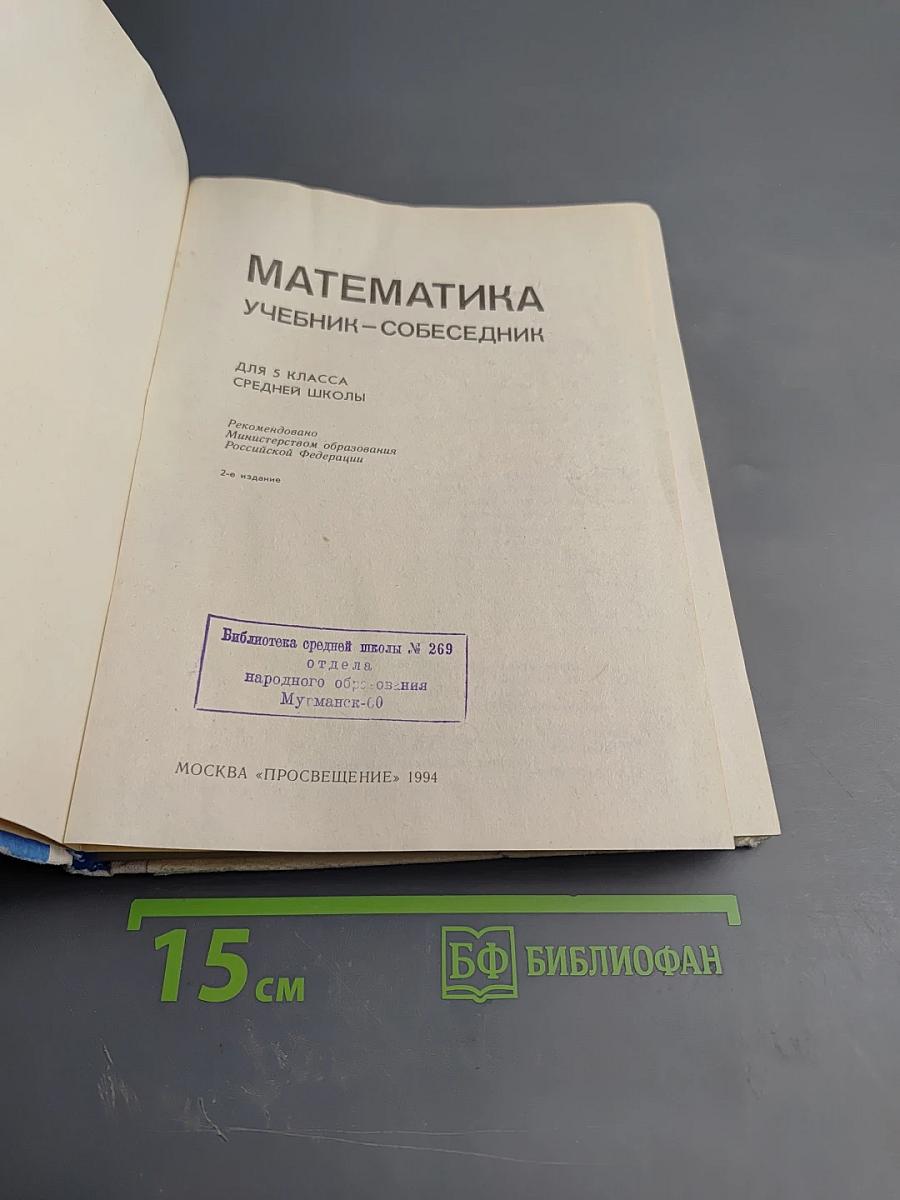 МАТЕМАТИКА
УЧЕБНИК—СОБЕСЕДНИК
ДЛЯ 5 КЛАССА
СРЕДНЕЙ ШКОЛЫ
Рекомендовано
Министерством образования
Российской Федерации
2-е издание
Библиотека средней школы № 269
отдела
народного образования
Мурманск-60
МОСКВА «ПРОСВЕЩЕНИЕ» 1994
15 см
БФ БИБЛИОФАН